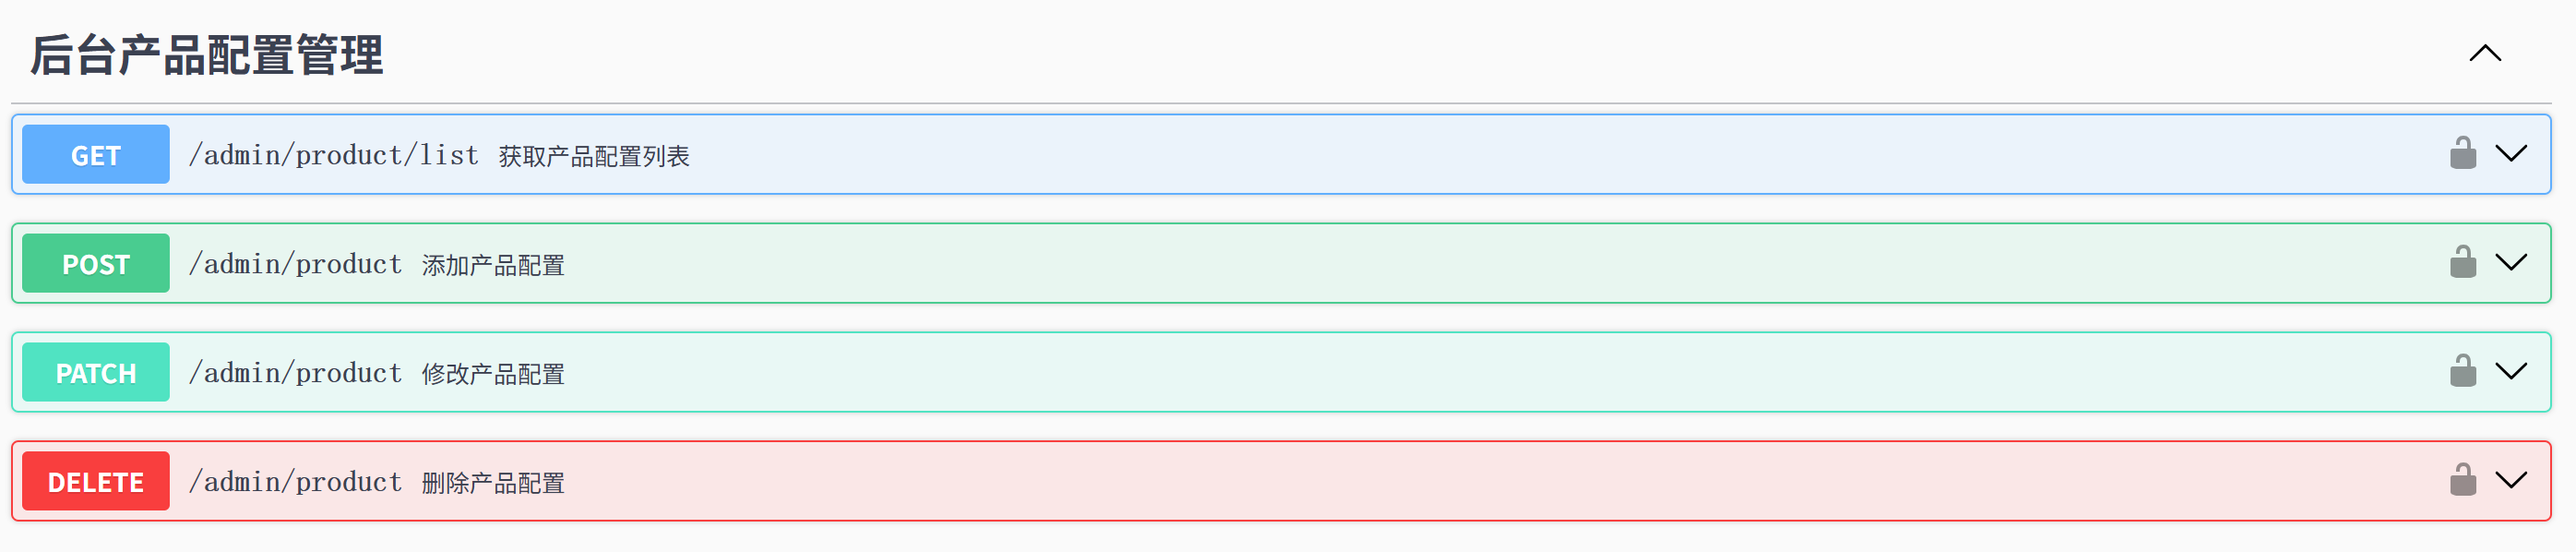 后台产品配置管理
GET /admin/product/list 获取产品配置列表
POST /admin/product 添加产品配置
PATCH /admin/product 修改产品配置
DELETE /admin/product 删除产品配置